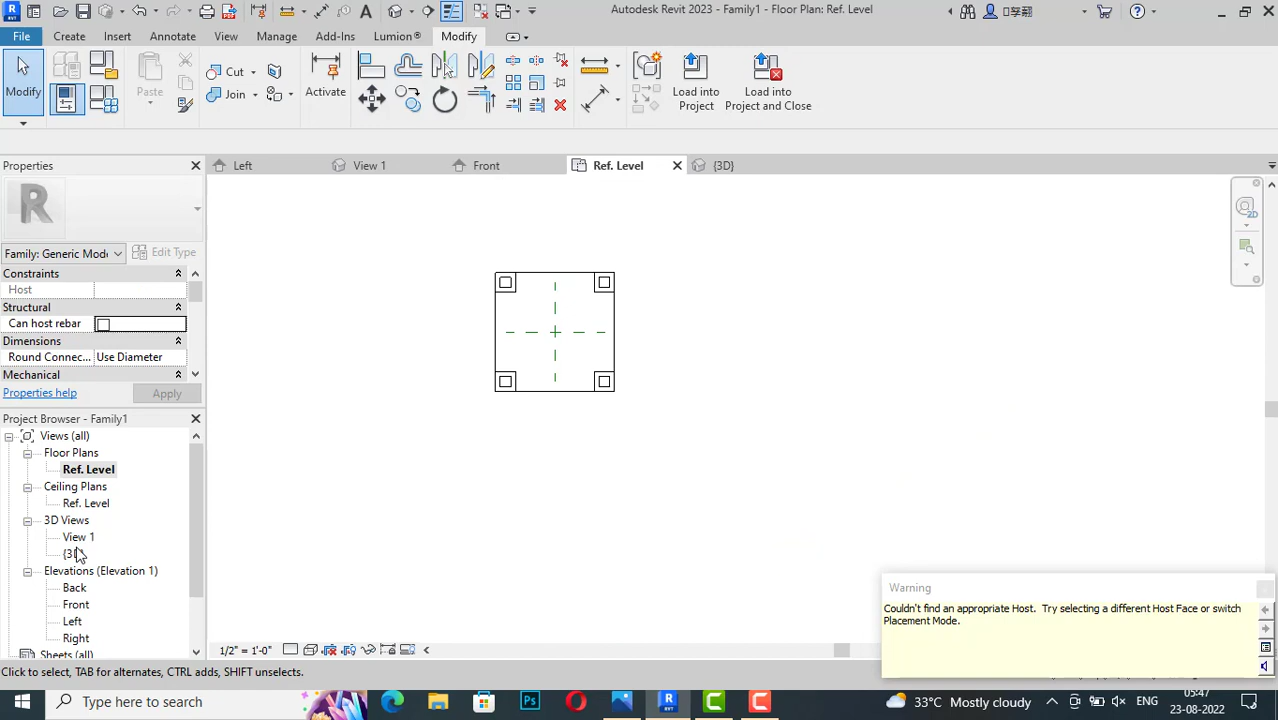 Autodesk Revit 2023 - Family1 - Floor Plan: Ref. Level
File Create Insert Annotate View Manage Add-Ins Lumion® Modify
Modify Paste Cut Join Activate Load into Project Load into Project and Close
Properties
Left View 1 Front Ref. Level {3D}
2D
Family: Generic Mode Edit Type
Constraints
Host
Structural
Can host rebar
Dimensions
Round Connec... Use Diameter
Mechanical
Properties help Apply
Project Browser - Family1
Views (all)
Floor Plans
Ref. Level
Ceiling Plans
Ref. Level
3D Views
View 1
Elevations (Elevation 1)
Back
Front
Left
Right
Sheets (all)
1/2" = 1'-0"
Warning
Couldn't find an appropriate Host. Try selecting a different Host Face or switch
Placement Mode.
Click to select, TAB for alternates, CTRL adds, SHIFT unselects.
Type here to search
33°C Mostly cloudy ENG 05:47
23-08-2022